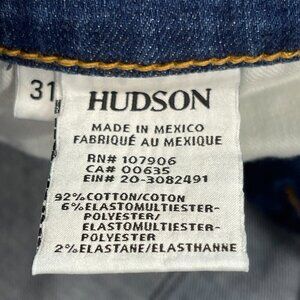 31
HUDSON
MADE IN MEXICO
FABRIQUÉ AU MEXIQUE
RN# 107906
CA# 00635
EIN# 20-3082491
92% COTTON/COTON
6% ELASTOMULTIESTER-
POLYESTER/
ELASTOMULTIESTER-
POLYESTER
2% ELASTANE/ELASTHANNE